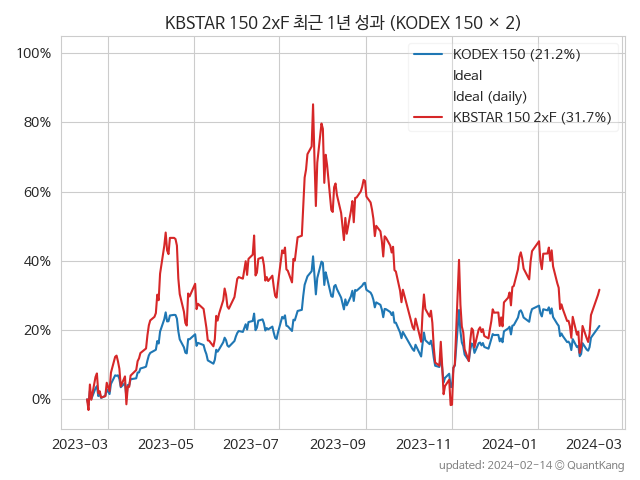 KBSTAR 150 2xF 최근 1년 성과 (KODEX 150 × 2)
100%
80%
60%
40%
20%
0%
KODEX 150 (21.2%)
Ideal
Ideal (daily)
KBSTAR 150 2xF (31.7%)
2023-03
2023-05
2023-07
2023-09
2023-11
2024-01
2024-03
updated: 2024-02-14 © QuantKang